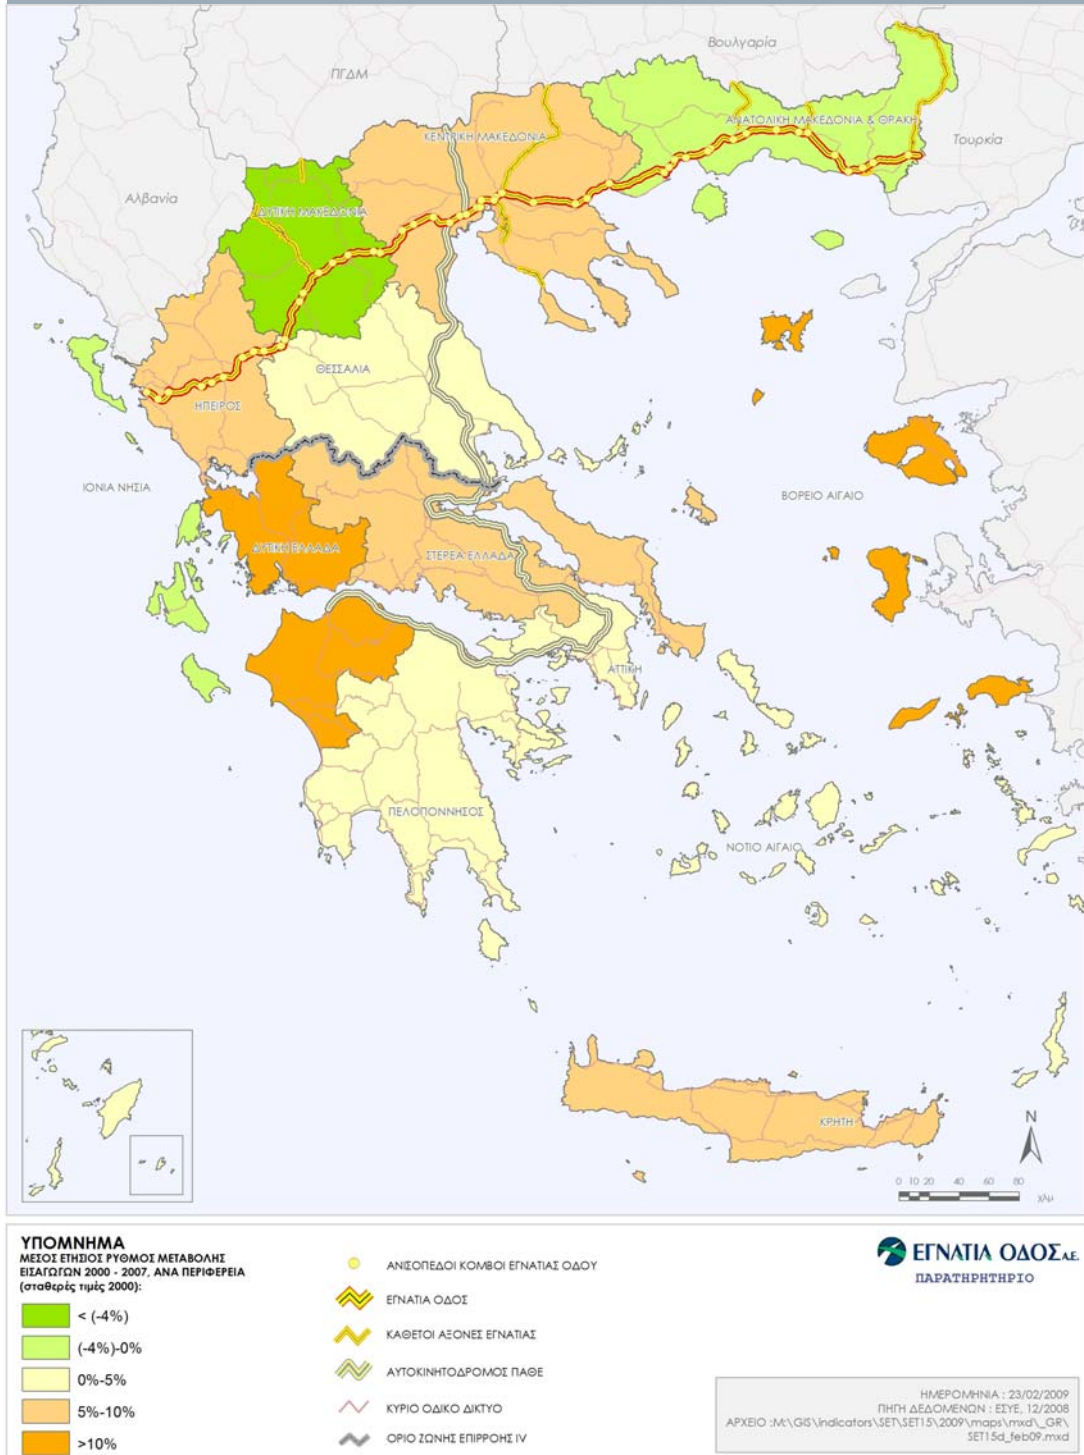 Βουλγαρία
ΠΓΔΜ
ΚΕΝΤΡΙΚΗ ΜΑΚΕΔΟΝΙΑ
ΑΝΑΤΟΛΙΚΗ ΜΑΚΕΔΟΝΙΑ & ΘΡΑΚΗ
Τουρκία
Αλβανία
ΔΥΤΙΚΗ ΜΑΚΕΔΟΝΙΑ
ΘΕΣΣΑΛΙΑ
ΗΠΕΙΡΟΣ
ΙΟΝΙΑ ΝΗΣΙΑ
ΒΟΡΕΙΟ ΑΙΓΑΙΟ
ΔΥΤΙΚΗ ΕΛΛΑΔΑ
ΣΤΕΡΕΑ ΕΛΛΑΔΑ
ΑΤΤΙΚΗ
ΠΕΛΟΠΟΝΝΗΣΟΣ
ΝΟΤΙΟ ΑΙΓΑΙΟ
ΚΡΗΤΗ
N
0 10 20 40 60 80
χλμ
ΥΠΟΜΝΗΜΑ
ΜΕΣΟΣ ΕΤΗΣΙΟΣ ΡΥΘΜΟΣ ΜΕΤΑΒΟΛΗΣ
ΕΙΣΑΓΩΓΩΝ 2000 - 2007, ΑΝΑ ΠΕΡΙΦΕΡΕΙΑ
(σταθερές τιμές 2000):
< (-4%)
(-4%)-0%
0%-5%
5%-10%
>10%
ΑΝΙΣΟΠΕΔΟΙ ΚΟΜΒΟΙ ΕΓΝΑΤΙΑΣ ΟΔΟΥ
ΕΓΝΑΤΙΑ ΟΔΟΣ
ΚΑΘΕΤΟΙ ΑΞΟΝΕΣ ΕΓΝΑΤΙΑΣ
ΑΥΤΟΚΙΝΗΤΟΔΡΟΜΟΣ ΠΑΘΕ
ΚΥΡΙΟ ΟΔΙΚΟ ΔΙΚΤΥΟ
ΟΡΙΟ ΖΩΝΗΣ ΕΠΙΡΡΟΗΣ IV
ΕΓΝΑΤΙΑ ΟΔΟΣ Α.Ε.
ΠΑΡΑΤΗΡΗΤΗΡΙΟ
ΗΜΕΡΟΜΗΝΙΑ : 23/02/2009
ΠΗΓΗ ΔΕΔΟΜΕΝΩΝ : ΕΣΥΕ, 12/2008
ΑΡΧΕΙΟ :M:\GIS\Indicators\SET\SET15\2009\maps\mxd\_GR\
SET15d_feb09.mxd